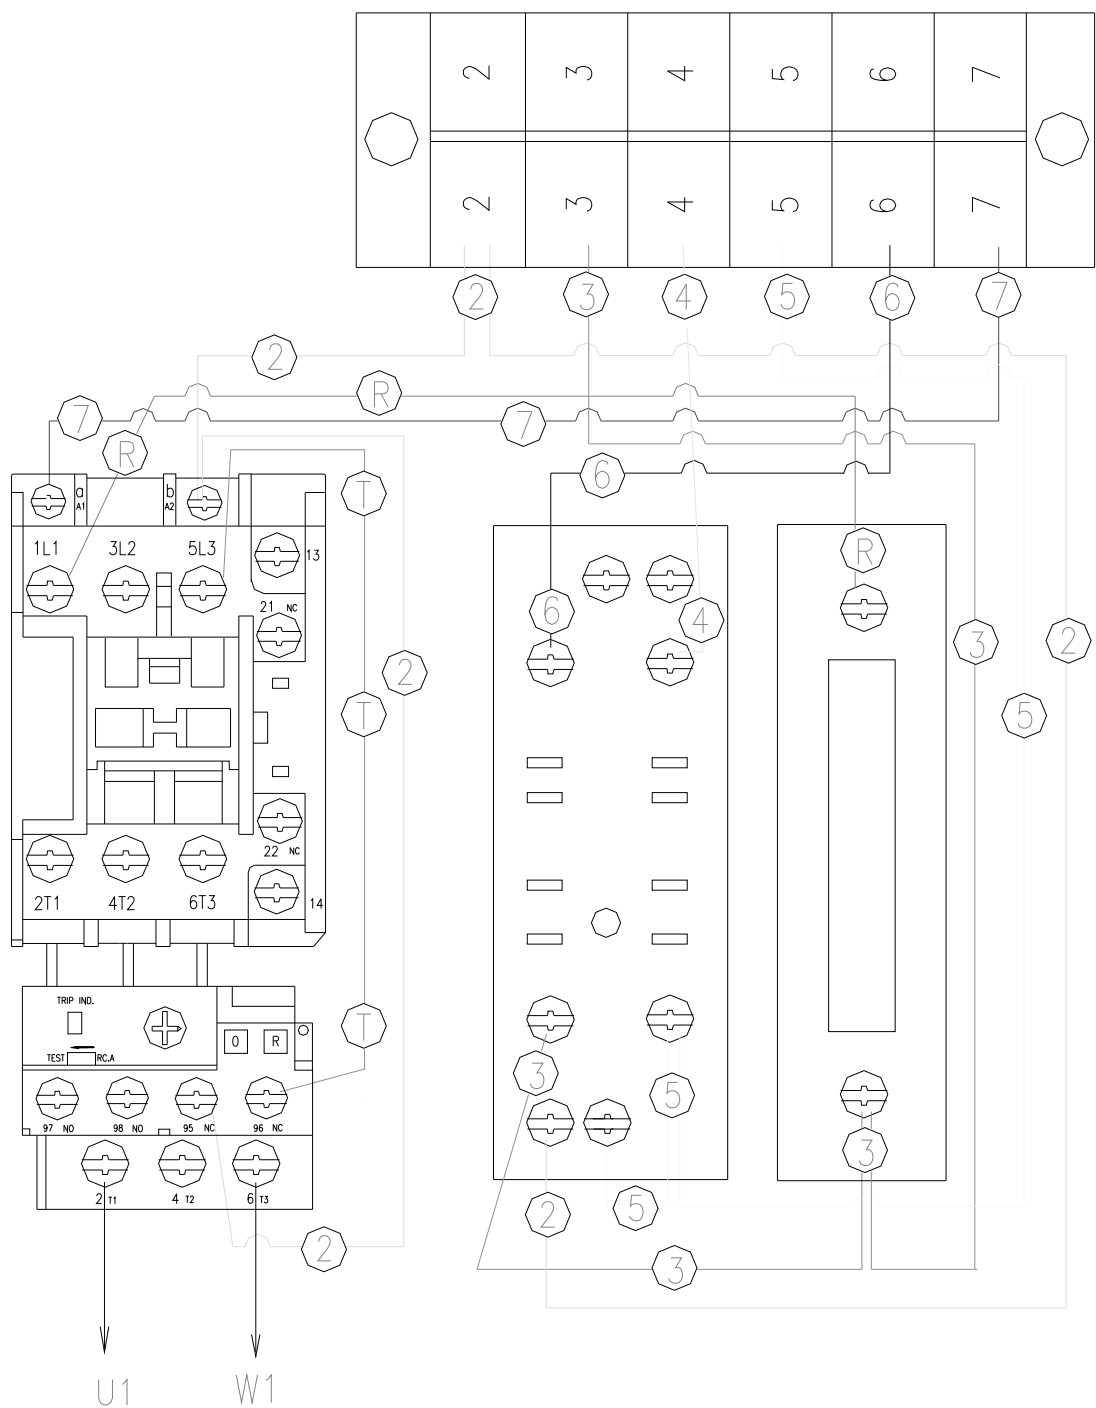 2 3 4 5 6 7
2 3 4 5 6 7
2 3 4 5 6 7
2
R
7
7
R
6
T
a A1 b A2
1L1 3L2 5L3
13
R
21 NC
6
4
3
2
2
T
5
22 NC
2T1 4T2 6T3
14
TRIP IND.
T
O R
TEST RC.A
3
5
97 NO 98 NO 95 NC 96 NC
3
2 T1 4 T2 6 T3
2
5
2
3
U1 W1